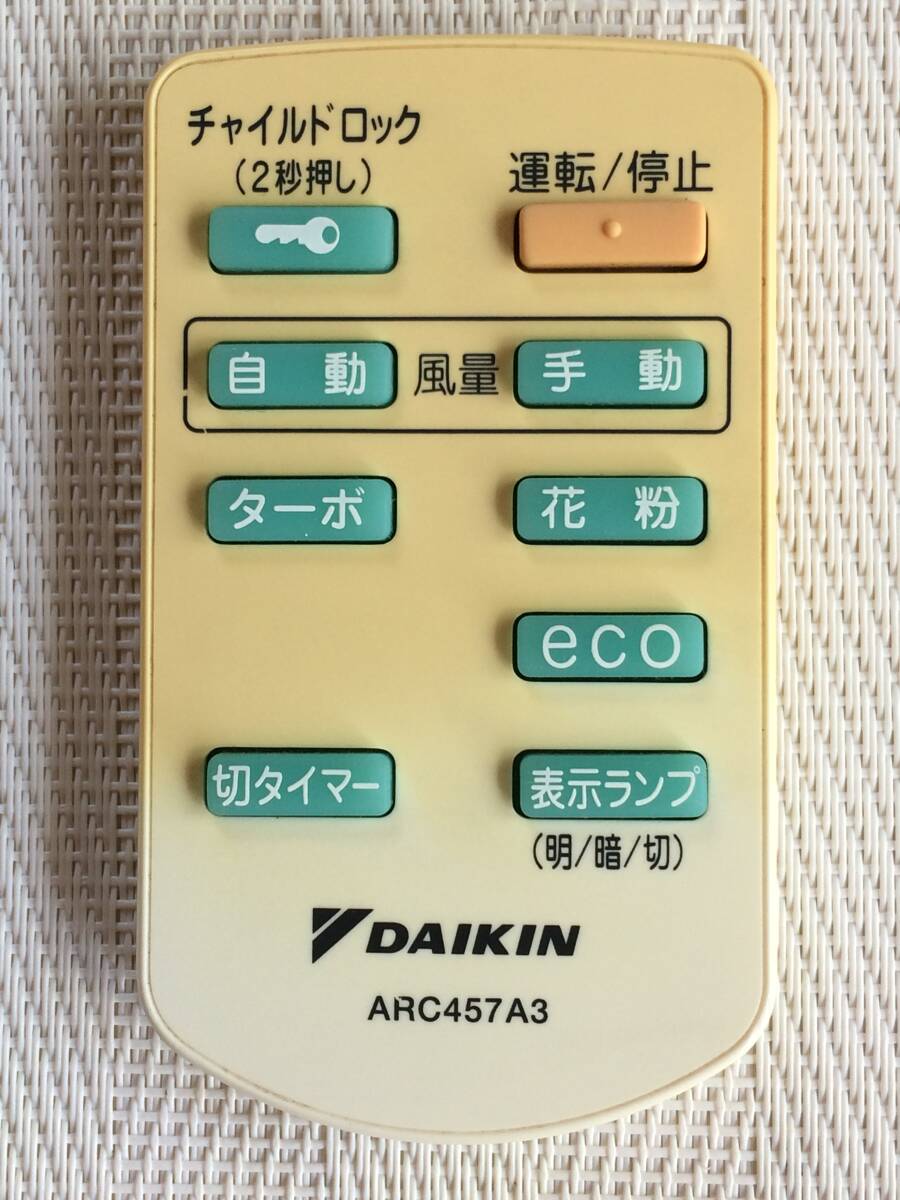 チャイルドロック
(2秒押し)
運転/停止
自動 風量 手動
ターボ
花粉
eco
切タイマー
表示ランプ
(明/暗/切)
DAIKIN
ARC457A3